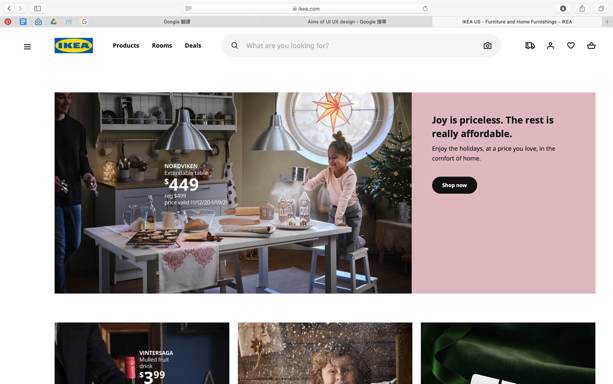 ikea.com
Google 翻譯
Aims of UI UX design - Google 搜尋
IKEA US - Furniture and Home Furnishings - IKEA
IKEA
Products
Rooms
Deals
What are you looking for?
NORDVIKEN
Extendable table
$449
reg $499
price valid 11/12/20-1/19/21
Joy is priceless. The rest is
really affordable.
Enjoy the holidays, at a price you love, in the
comfort of home.
Shop now
VINTERSAGA
Mulled fruit
drink
$3.99